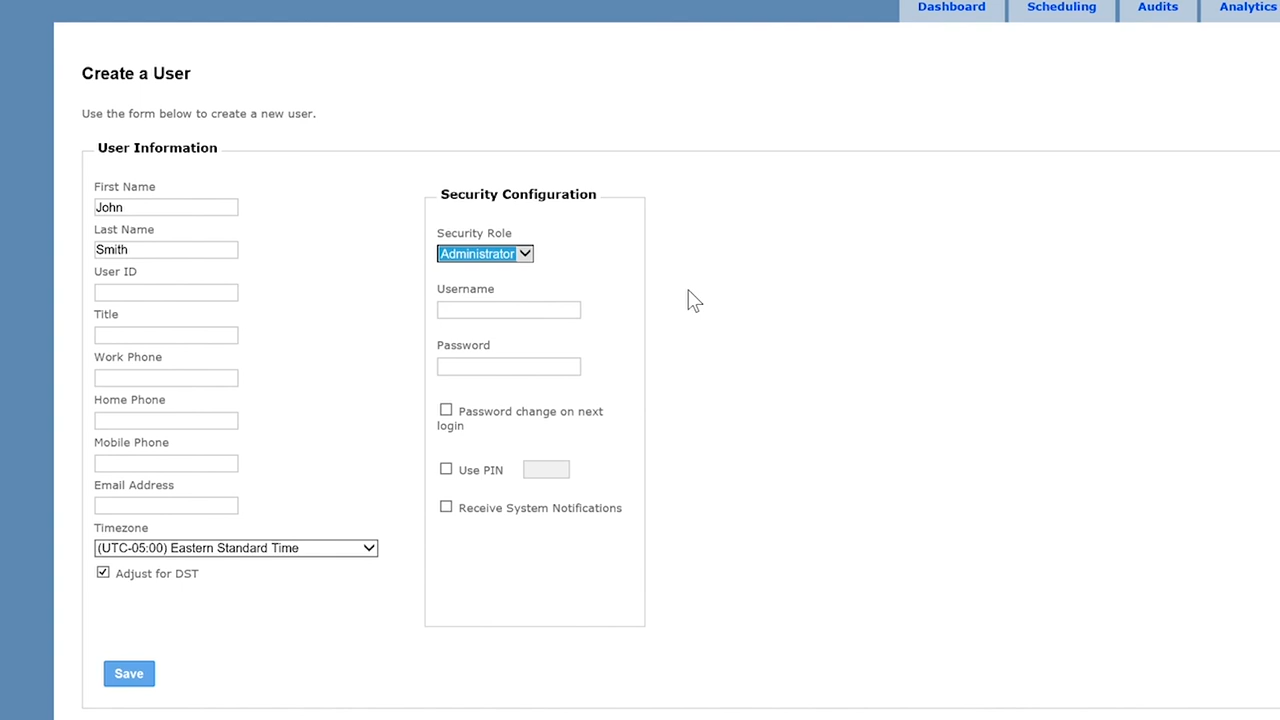 Dashboard Scheduling Audits Analytics
Create a User
Use the form below to create a new user.
User Information
First Name
John
Last Name
Smith
User ID
Title
Work Phone
Home Phone
Mobile Phone
Email Address
Timezone
(UTC-05:00) Eastern Standard Time
Adjust for DST
Security Configuration
Security Role
Administrator
Username
Password
Password change on next
login
Use PIN
Receive System Notifications
Save